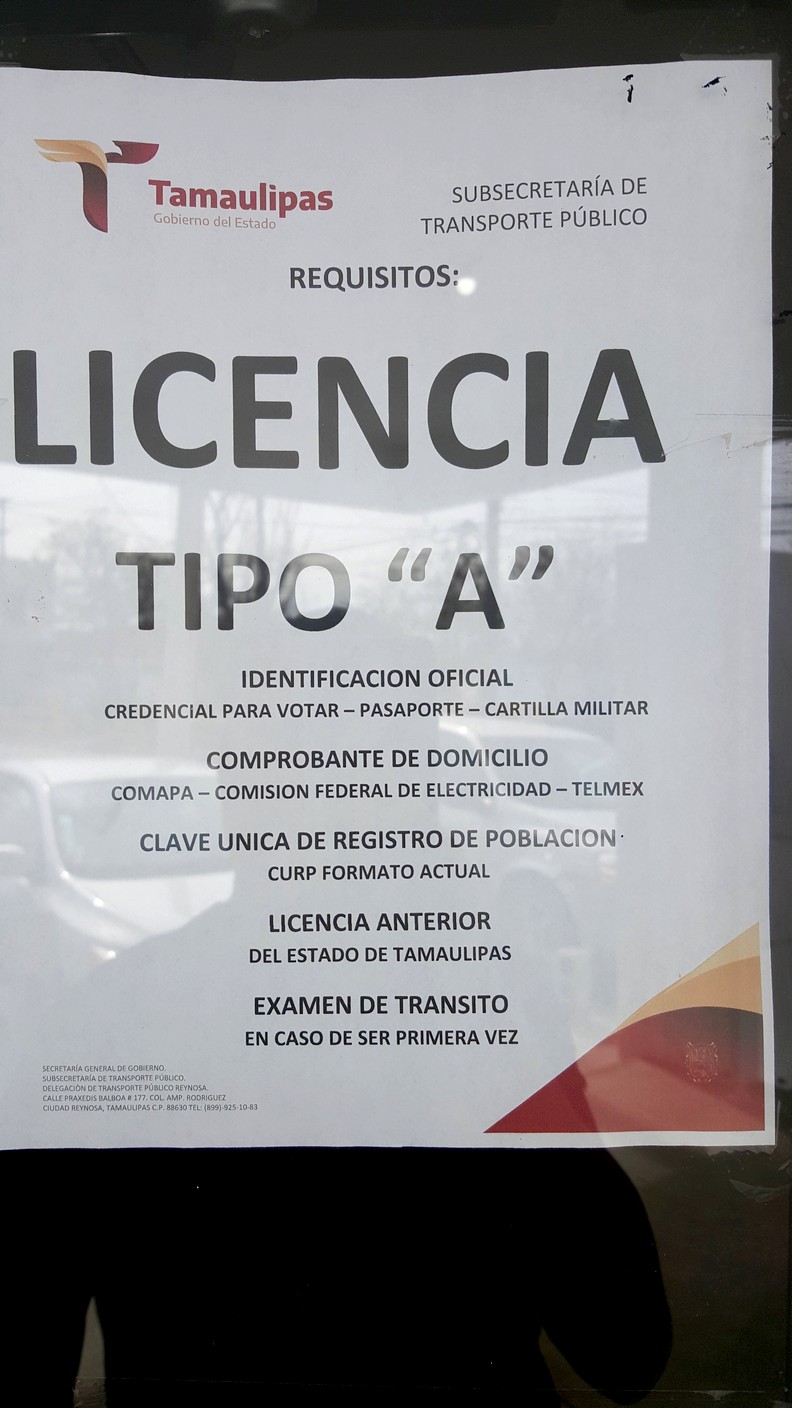 Tamaulipas
Gobierno del Estado
SUBSECRETARÍA DE
TRANSPORTE PÚBLICO
REQUISITOS:
LICENCIA
TIPO “A”
IDENTIFICACION OFICIAL
CREDENCIAL PARA VOTAR – PASAPORTE – CARTILLA MILITAR
COMPROBANTE DE DOMICILIO
COMAPA – COMISION FEDERAL DE ELECTRICIDAD – TELMEX
CLAVE UNICA DE REGISTRO DE POBLACION
CURP FORMATO ACTUAL
LICENCIA ANTERIOR
DEL ESTADO DE TAMAULIPAS
EXAMEN DE TRANSITO
EN CASO DE SER PRIMERA VEZ
SECRETARÍA GENERAL DE GOBIERNO.
SUBSECRETARÍA DE TRANSPORTE PÚBLICO.
DELEGACIÓN DE TRANSPORTE PÚBLICO REYNOSA.
CALLE PRAXEDIS BALBOA # 177. COL. AMP. RODRIGUEZ
CIUDAD REYNOSA, TAMAULIPAS C.P. 88630 TEL: (899)-925-10-83